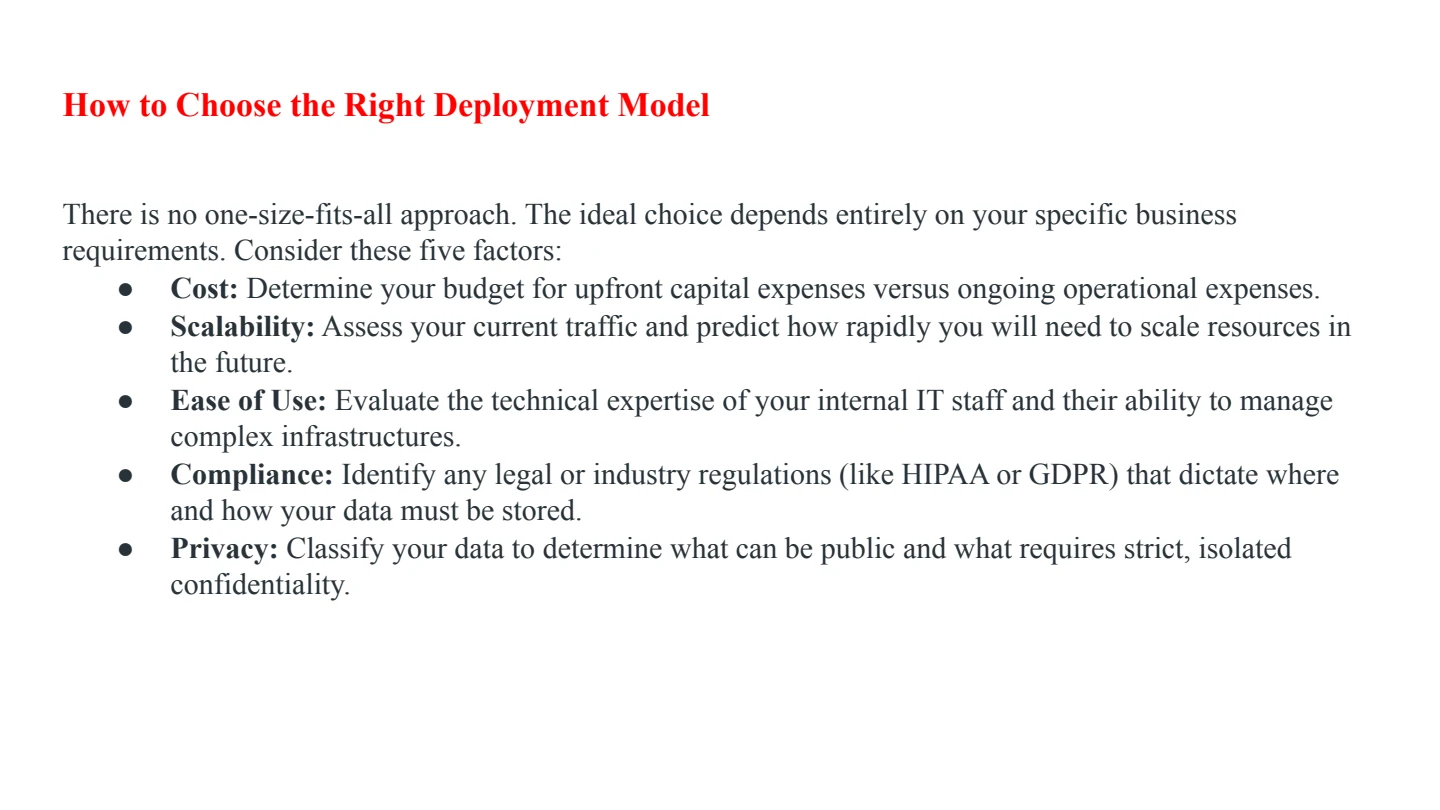 How to Choose the Right Deployment Model
There is no one-size-fits-all approach. The ideal choice depends entirely on your specific business
requirements. Consider these five factors:
● Cost: Determine your budget for upfront capital expenses versus ongoing operational expenses.
● Scalability: Assess your current traffic and predict how rapidly you will need to scale resources in
the future.
● Ease of Use: Evaluate the technical expertise of your internal IT staff and their ability to manage
complex infrastructures.
● Compliance: Identify any legal or industry regulations (like HIPAA or GDPR) that dictate where
and how your data must be stored.
● Privacy: Classify your data to determine what can be public and what requires strict, isolated
confidentiality.